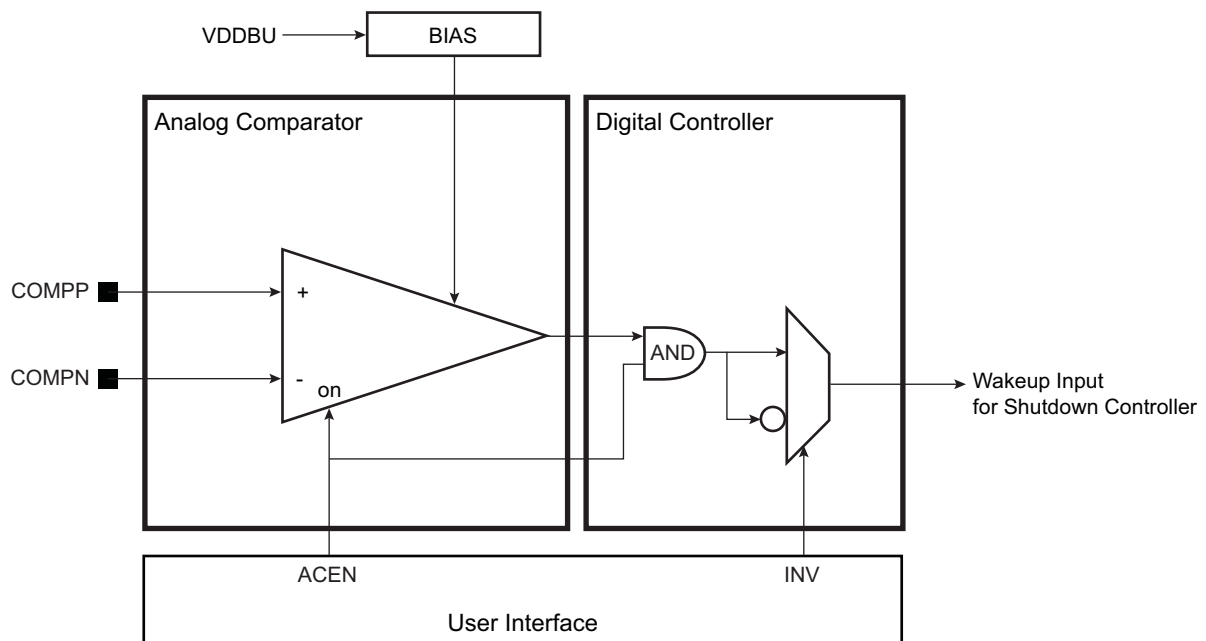 VDDBU
BIAS
Analog Comparator
Digital Controller
COMPP
+
AND
COMPN
-
on
Wakeup Input
for Shutdown Controller
ACEN
INV
User Interface